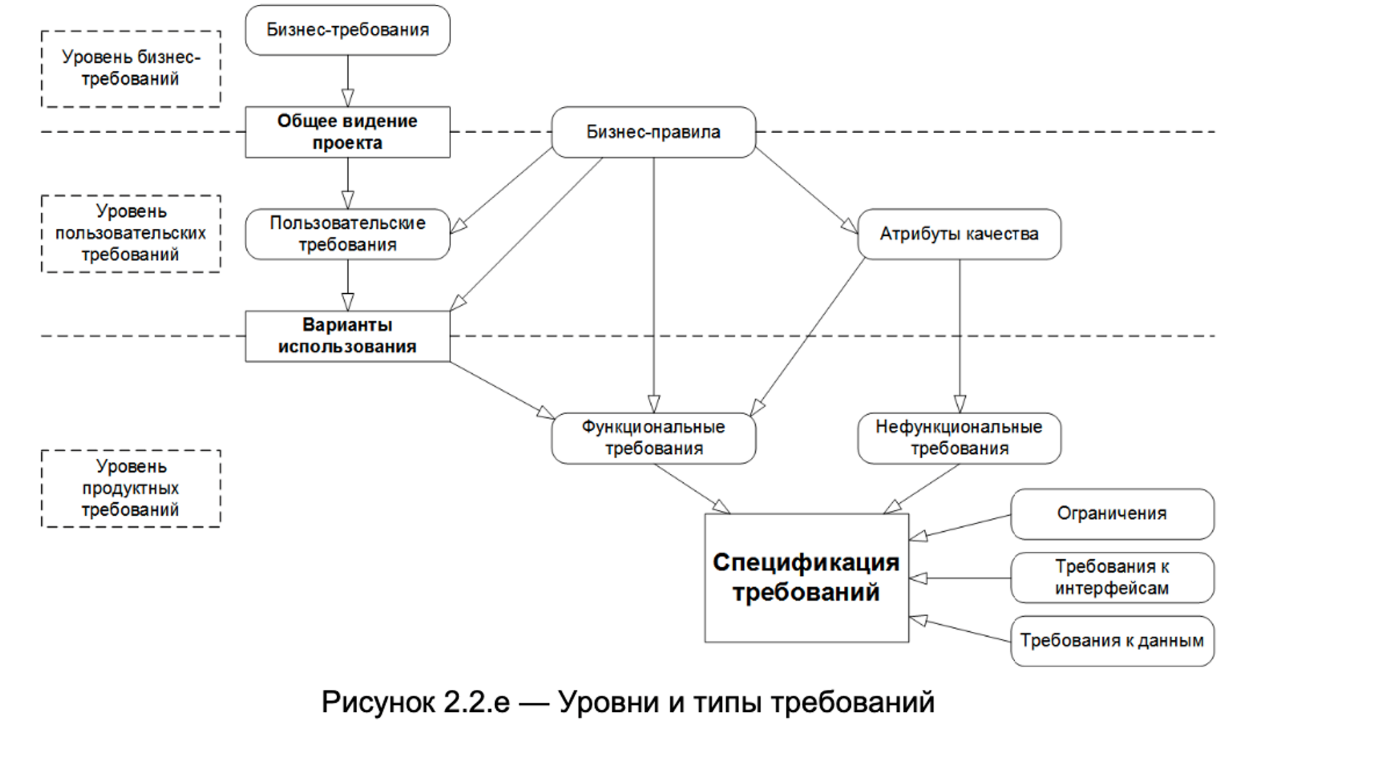 Бизнес-требования
Уровень бизнес-
требований
Общее видение
проекта
Бизнес-правила
Уровень
пользовательских
требований
Пользовательские
требования
Атрибуты качества
Варианты
использования
Функциональные
требования
Нефункциональные
требования
Уровень
продуктных
требований
Ограничения
Спецификация
требований
Требования к
интерфейсам
Требования к данным
Рисунок 2.2.e — Уровни и типы требований